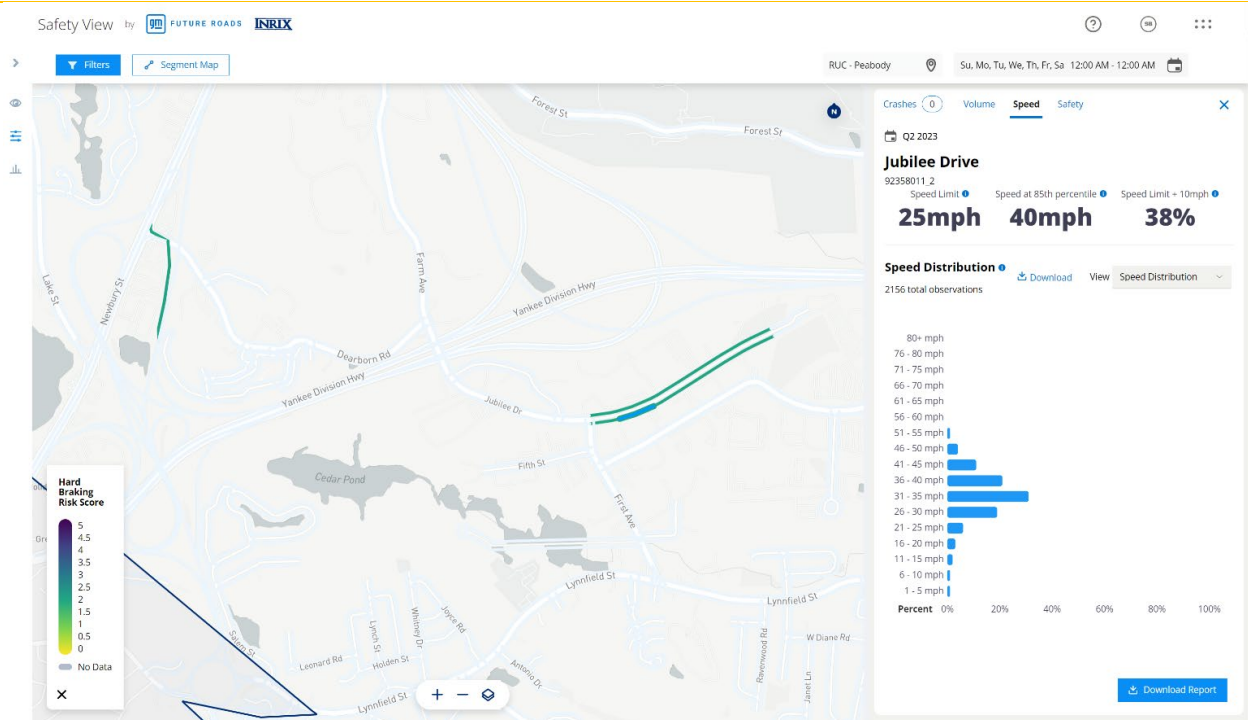 Safety View by gm FUTURE ROADS INRIX
SB
Filters
Segment Map
RUC - Peabody
Su, Mo, Tu, We, Th, Fr, Sa 12:00 AM - 12:00 AM
Forest St
Forest St
N
Lake St
Newbury St
Farm Ave
Yankee Division Hwy
Dearborn Rd
Yankee Division Hwy
Jubilee Dr
Fifth St
Cedar Pond
First Ave
Lynnfield St
Lynnfield St
Whitney Dr
Joyce Rd
Lynch St
Salem St
Leonard Rd
Holden St
Antonio Dr
Ravenwood Rd
W Diane Rd
Janet Ln
Lynnfield St
Hard
Braking
Risk Score
5
4.5
4
3.5
3
2.5
2
1.5
1
0.5
0
No Data
Crashes 0 Volume Speed Safety
Q2 2023
Jubilee Drive
92358011_2
Speed Limit Speed at 85th percentile Speed Limit + 10mph
25mph 40mph 38%
Speed Distribution Download View Speed Distribution
2156 total observations
80+ mph
76 - 80 mph
71 - 75 mph
66 - 70 mph
61 - 65 mph
56 - 60 mph
51 - 55 mph
46 - 50 mph
41 - 45 mph
36 - 40 mph
31 - 35 mph
26 - 30 mph
21 - 25 mph
16 - 20 mph
11 - 15 mph
6 - 10 mph
1 - 5 mph
Percent 0% 20% 40% 60% 80% 100%
Download Report